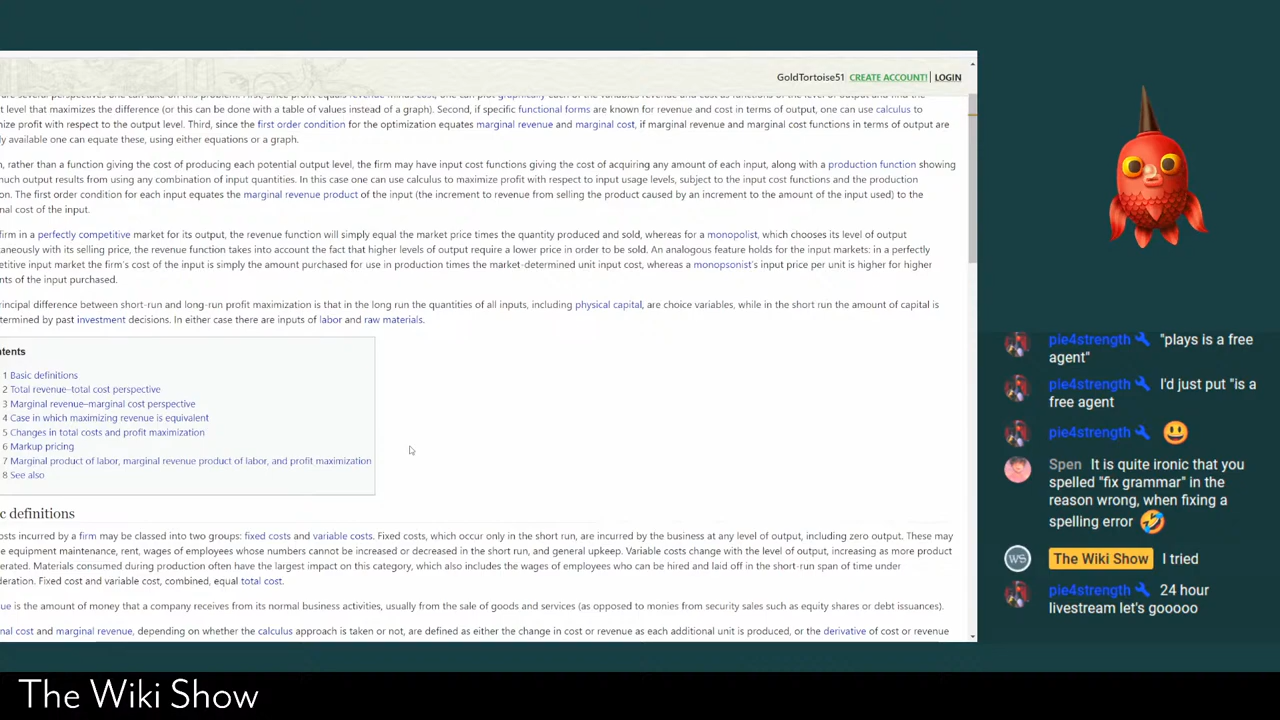 GoldTortoise51 CREATE ACCOUNT! LOGIN
t level that maximizes the difference (or this can be done with a table of values instead of a graph). Second, if specific functional forms are known for revenue and cost in terms of output, one can use calculus to
mize profit with respect to the output level. Third, since the first order condition for the optimization equates marginal revenue and marginal cost, if marginal revenue and marginal cost functions in terms of output are
ly available one can equate these, using either equations or a graph.
n, rather than a function giving the cost of producing each potential output level, the firm may have input cost functions giving the cost of acquiring any amount of each input, along with a production function showing
much output results from using any combination of input quantities. In this case one can use calculus to maximize profit with respect to input usage levels, subject to the input cost functions and the production
tion. The first order condition for each input equates the marginal revenue product of the input (the increment to revenue from selling the product caused by an increment to the amount of the input used) to the
nal cost of the input.
firm in a perfectly competitive market for its output, the revenue function will simply equal the market price times the quantity produced and sold, whereas for a monopolist, which chooses its level of output
taneously with its selling price, the revenue function takes into account the fact that higher levels of output require a lower price in order to be sold. An analogous feature holds for the input markets: in a perfectly
etitive input market the firm's cost of the input is simply the amount purchased for use in production times the market-determined unit input cost, whereas a monopsonist's input price per unit is higher for higher
nts of the input purchased.
rincipal difference between short-run and long-run profit maximization is that in the long run the quantities of all inputs, including physical capital, are choice variables, while in the short run the amount of capital is
termined by past investment decisions. In either case there are inputs of labor and raw materials.
ntents
1 Basic definitions
2 Total revenue–total cost perspective
3 Marginal revenue–marginal cost perspective
4 Case in which maximizing revenue is equivalent
5 Changes in total costs and profit maximization
6 Markup pricing
7 Marginal product of labor, marginal revenue product of labor, and profit maximization
8 See also
c definitions
osts incurred by a firm may be classed into two groups: fixed costs and variable costs. Fixed costs, which occur only in the short run, are incurred by the business at any level of output, including zero output. These may
e equipment maintenance, rent, wages of employees whose numbers cannot be increased or decreased in the short run, and general upkeep. Variable costs change with the level of output, increasing as more product
erated. Materials consumed during production often have the largest impact on this category, which also includes the wages of employees who can be hired and laid off in the short-run span of time under
deration. Fixed cost and variable cost, combined, equal total cost.
ue is the amount of money that a company receives from its normal business activities, usually from the sale of goods and services (as opposed to monies from security sales such as equity shares or debt issuances).
nal cost and marginal revenue, depending on whether the calculus approach is taken or not, are defined as either the change in cost or revenue as each additional unit is produced, or the derivative of cost or revenue
pie4strength "plays is a free
agent"
pie4strength I'd just put "is a
free agent
pie4strength 😃
Spen It is quite ironic that you
spelled "fix grammar" in the
reason wrong, when fixing a
spelling error 🤣
WS The Wiki Show I tried
pie4strength 24 hour
livestream let's gooooo
The Wiki Show